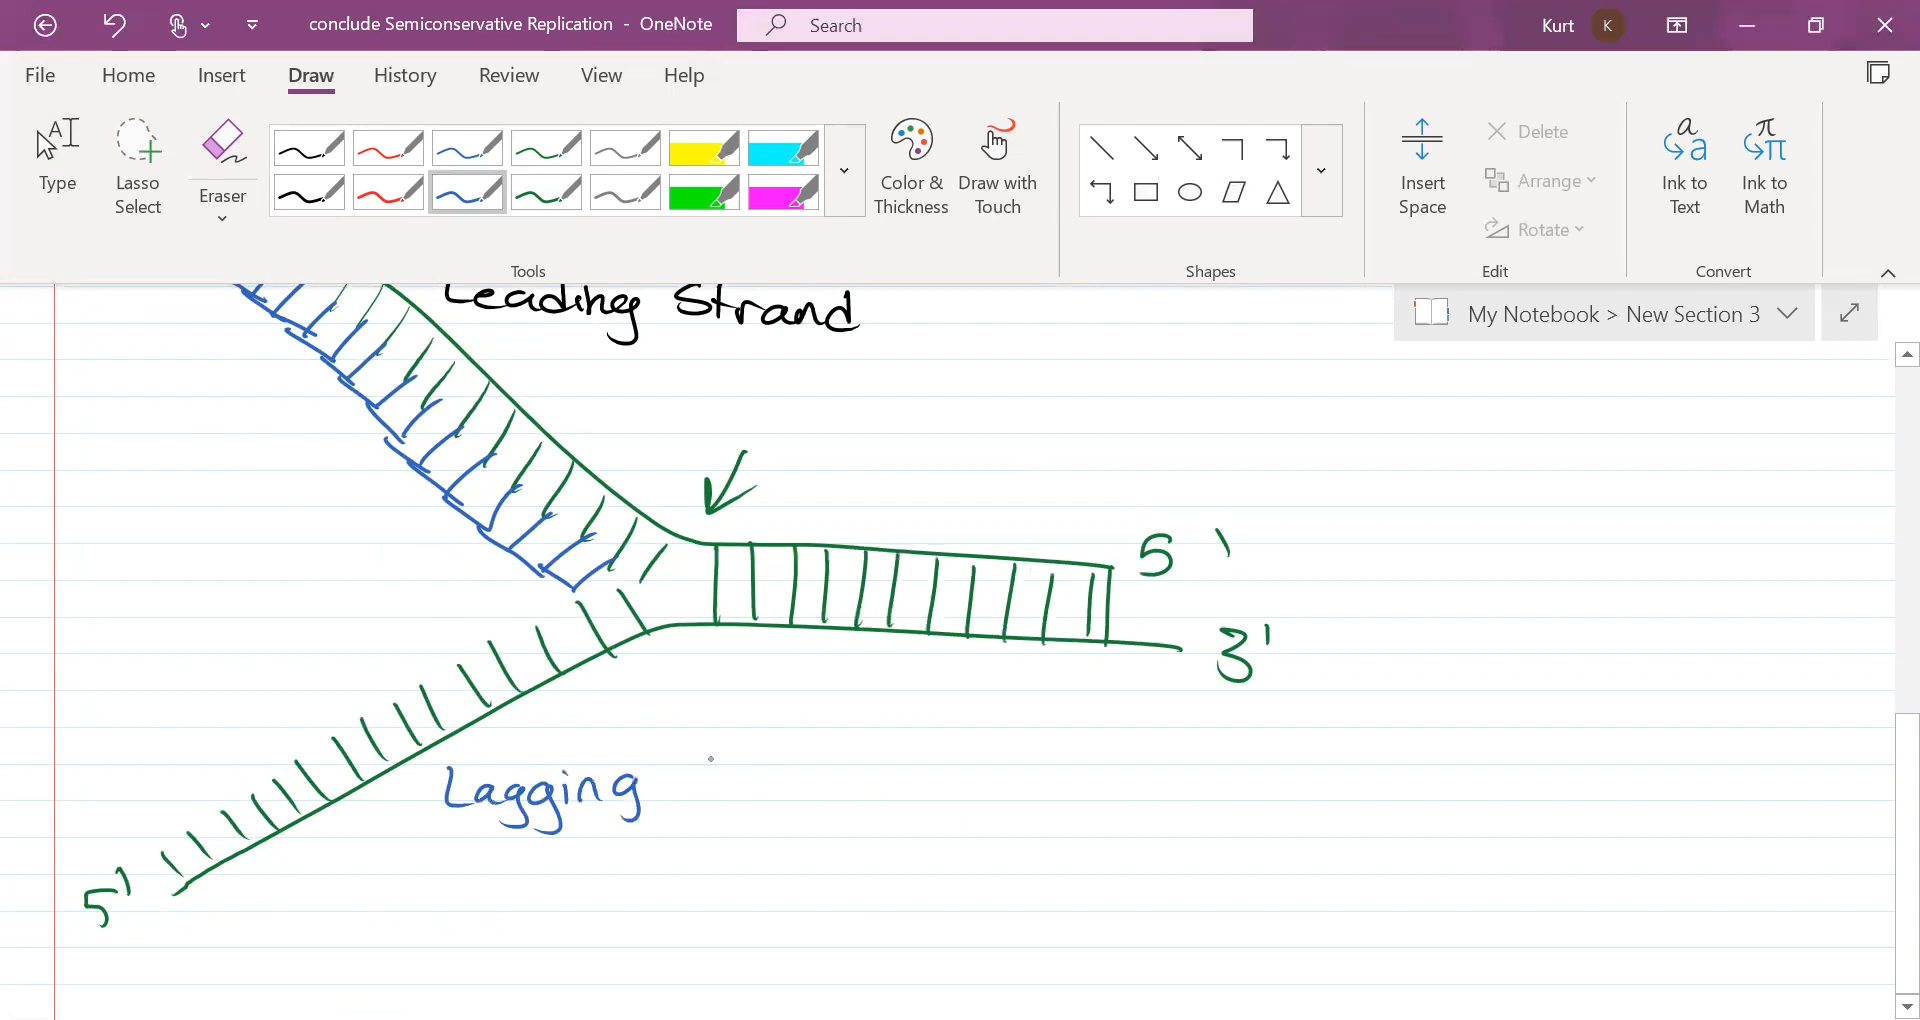 conclude Semiconservative Replication - OneNote
Search
Kurt K
File Home Insert Draw History Review View Help
Type
Lasso Select
Eraser
Color & Thickness
Draw with Touch
Insert Space
Delete
Arrange
Rotate
Ink to Text
Ink to Math
Tools
Shapes
Edit
Convert
My Notebook > New Section 3
Leading Strand
5'
3'
Lagging
5'